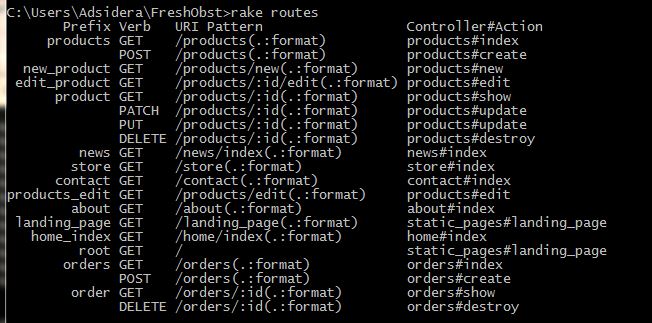 C:\Users\Adsidera\FreshObst>rake routes
Prefix Verb URI Pattern Controller#Action
products GET /products(.:format) products#index
POST /products(.:format) products#create
new_product GET /products/new(.:format) products#new
edit_product GET /products/:id/edit(.:format) products#edit
product GET /products/:id(.:format) products#show
PATCH /products/:id(.:format) products#update
PUT /products/:id(.:format) products#update
DELETE /products/:id(.:format) products#destroy
news GET /news/index(.:format) news#index
store GET /store(.:format) store#index
contact GET /contact(.:format) contact#index
products_edit GET /products/edit(.:format) products#edit
about GET /about(.:format) about#index
landing_page GET /landing_page(.:format) static_pages#landing_page
home_index GET /home/index(.:format) home#index
root GET / static_pages#landing_page
orders GET /orders(.:format) orders#index
POST /orders(.:format) orders#create
order GET /orders/:id(.:format) orders#show
DELETE /orders/:id(.:format) orders#destroy